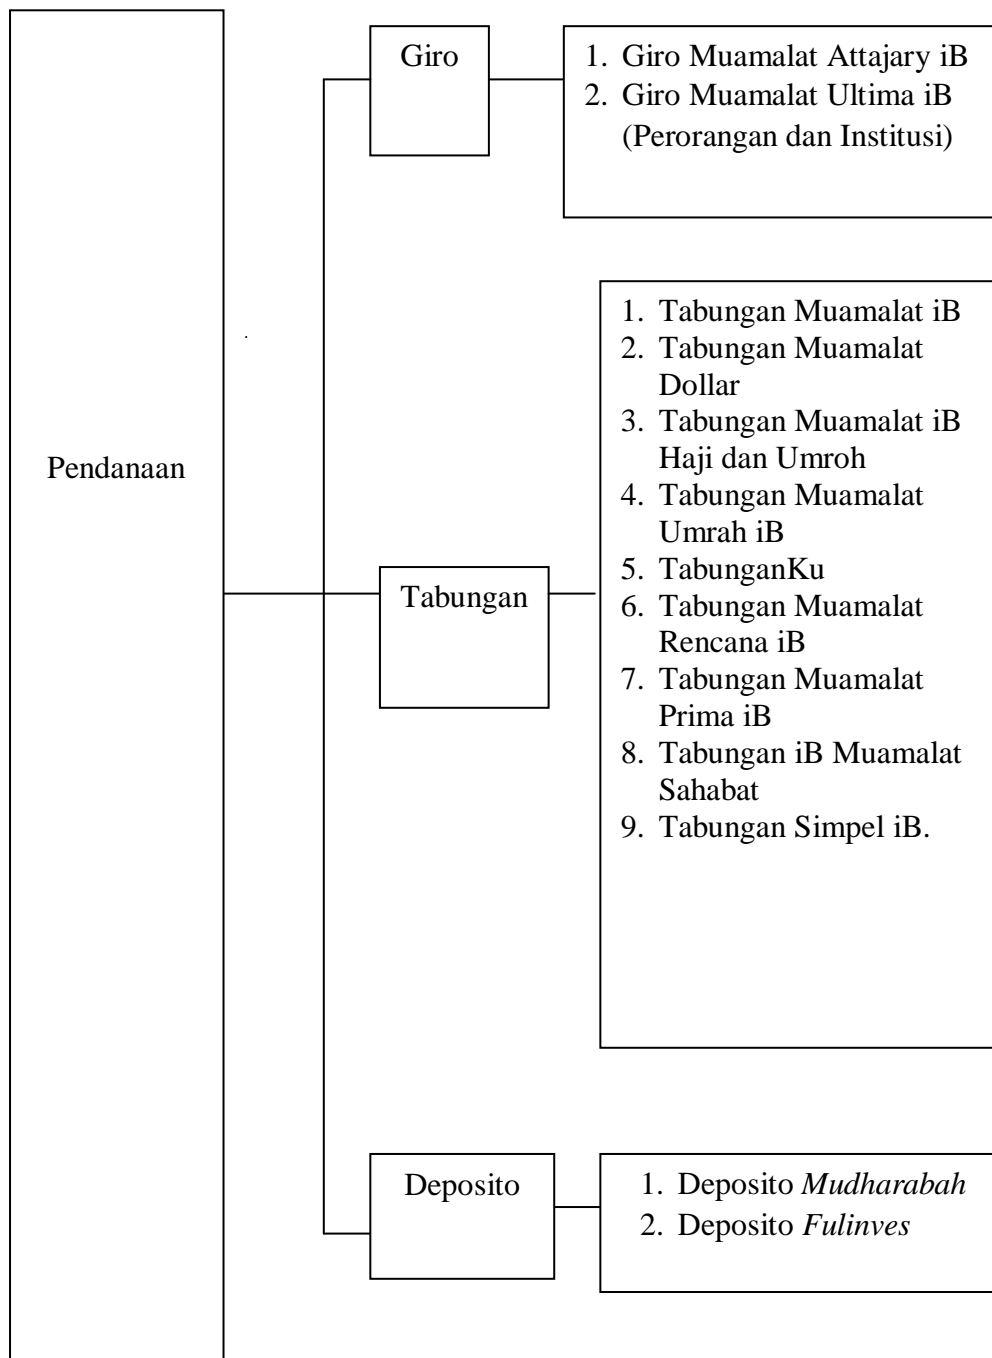 Pendanaan
Giro
1. Giro Muamalat Attajary iB
2. Giro Muamalat Ultima iB
(Perorangan dan Institusi)
Tabungan
1. Tabungan Muamalat iB
2. Tabungan Muamalat
Dollar
3. Tabungan Muamalat iB
Haji dan Umroh
4. Tabungan Muamalat
Umrah iB
5. TabunganKu
6. Tabungan Muamalat
Rencana iB
7. Tabungan Muamalat
Prima iB
8. Tabungan iB Muamalat
Sahabat
9. Tabungan Simpel iB.
Deposito
1. Deposito Mudharabah
2. Deposito Fulinves